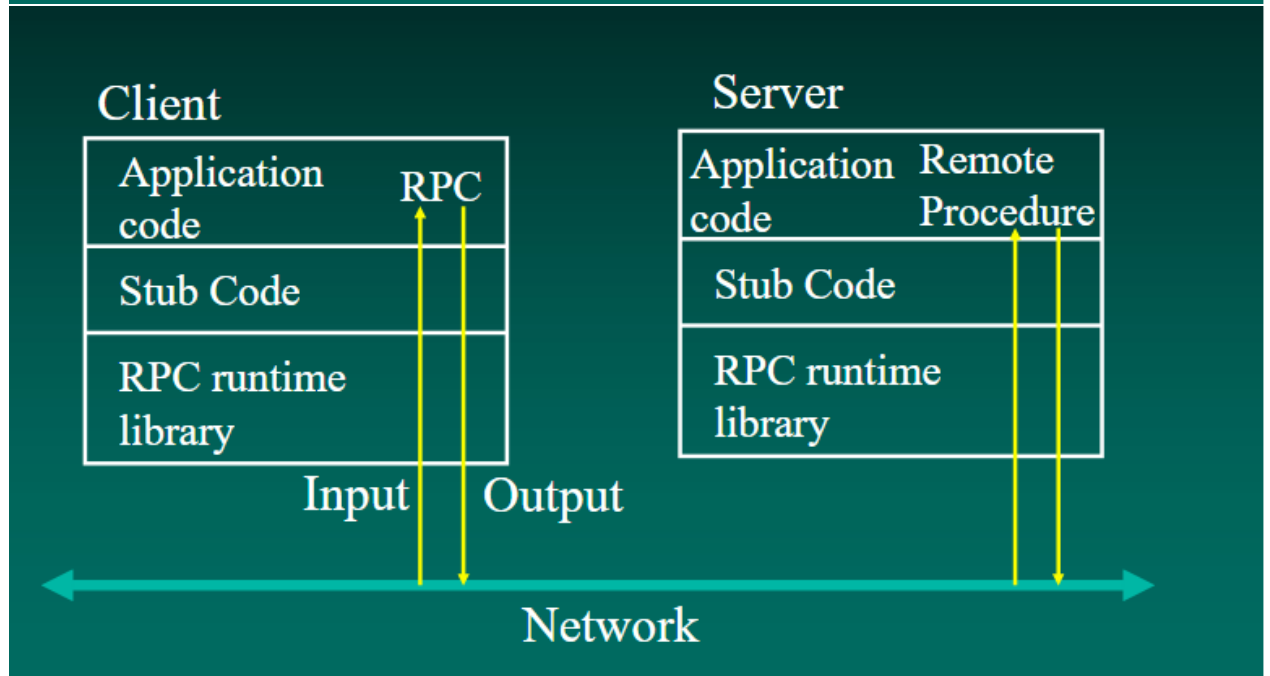 Client
Application
code
RPC
Stub Code
RPC runtime
library
Input
Output
Server
Application
code
Remote
Procedure
Stub Code
RPC runtime
library
Network